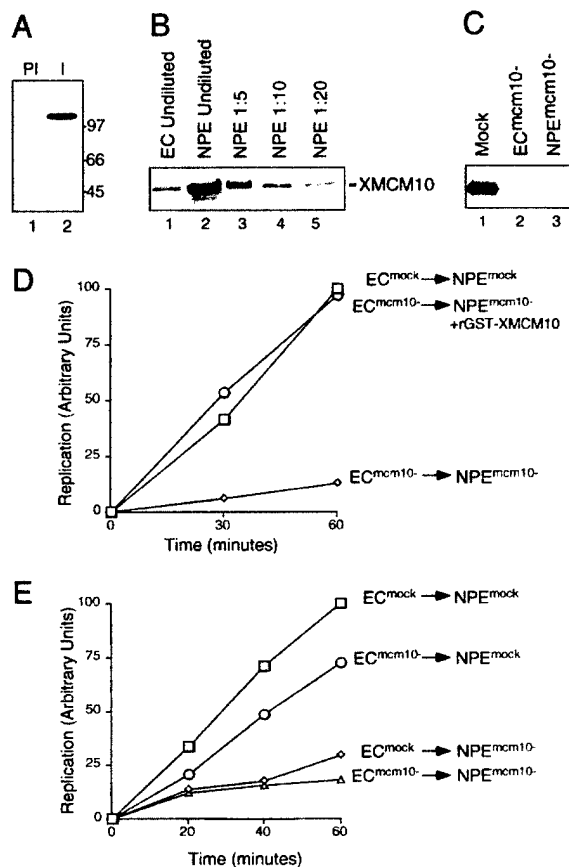 A
PI I
97
66
45
1 2
B
EC Undiluted
NPE Undiluted
NPE 1:5
NPE 1:10
NPE 1:20
XMCM10
1 2 3 4 5
C
Mock
ECmcm10-
NPEmcm10-
1 2 3
D
Replication (Arbitrary Units)
100
75
50
25
0
0 30 60
Time (minutes)
ECmock → NPEmock
ECmcm10- → NPEmcm10-
+rGST-XMCM10
ECmcm10- → NPEmcm10-
E
Replication (Arbitrary Units)
100
75
50
25
0
0 20 40 60
Time (minutes)
ECmock → NPEmock
ECmcm10- → NPEmock
ECmock → NPEmcm10-
ECmcm10- → NPEmcm10-